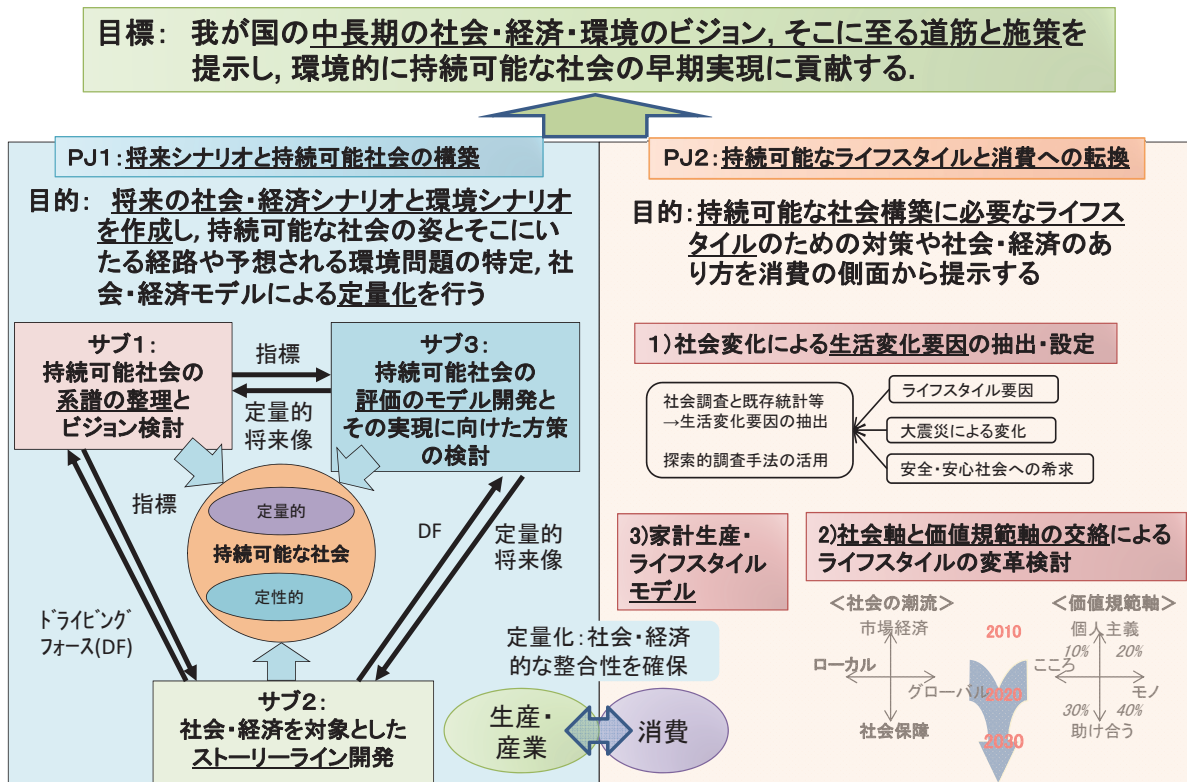 目標： 我が国の中長期の社会・経済・環境のビジョン，そこに至る道筋と施策を
提示し，環境的に持続可能な社会の早期実現に貢献する．
PJ1：将来シナリオと持続可能社会の構築
目的： 将来の社会・経済シナリオと環境シナリオ
を作成し，持続可能な社会の姿とそこにい
たる経路や予想される環境問題の特定，社
会・経済モデルによる定量化を行う
サブ1：
持続可能社会の
系譜の整理と
ビジョン検討
指標
定量的
将来像
サブ3：
持続可能社会の
評価のモデル開発と
その実現に向けた方策
の検討
指標
定量的
持続可能な社会
定性的
DF
定量的
将来像
ﾄﾞﾗｲﾋﾞﾝｸﾞ
フォース(DF)
サブ2：
社会・経済を対象とした
ストーリーライン開発
定量化：社会・経済
的な整合性を確保
生産・
産業
消費
PJ2：持続可能なライフスタイルと消費への転換
目的：持続可能な社会構築に必要なライフス
タイルのための対策や社会・経済のあ
り方を消費の側面から提示する
1）社会変化による生活変化要因の抽出・設定
社会調査と既存統計等
→生活変化要因の抽出
探索的調査手法の活用
ライフスタイル要因
大震災による変化
安全・安心社会への希求
3)家計生産・
ライフスタイル
モデル
2)社会軸と価値規範軸の交絡による
ライフスタイルの変革検討
＜社会の潮流＞
市場経済
ローカル
グローバル
社会保障
2010
2020
2030
＜価値規範軸＞
個人主義
10% 20%
こころ
モノ
30% 40%
助け合う